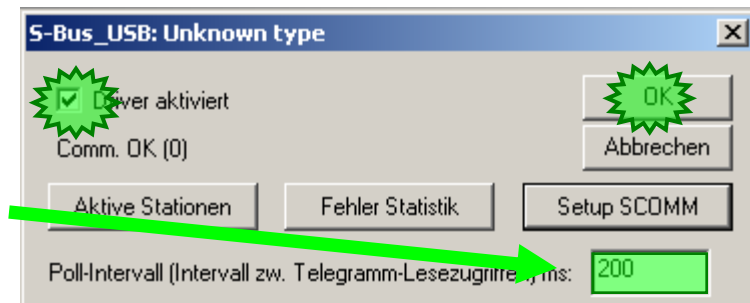 S-Bus_USB: Unknown type
Driver aktiviert
OK
Comm. OK (0)
Abbrechen
Aktive Stationen
Fehler Statistik
Setup SCOMM
Poll-Intervall (Intervall zw. Telegramm-Lesezugriffen) ms: 200